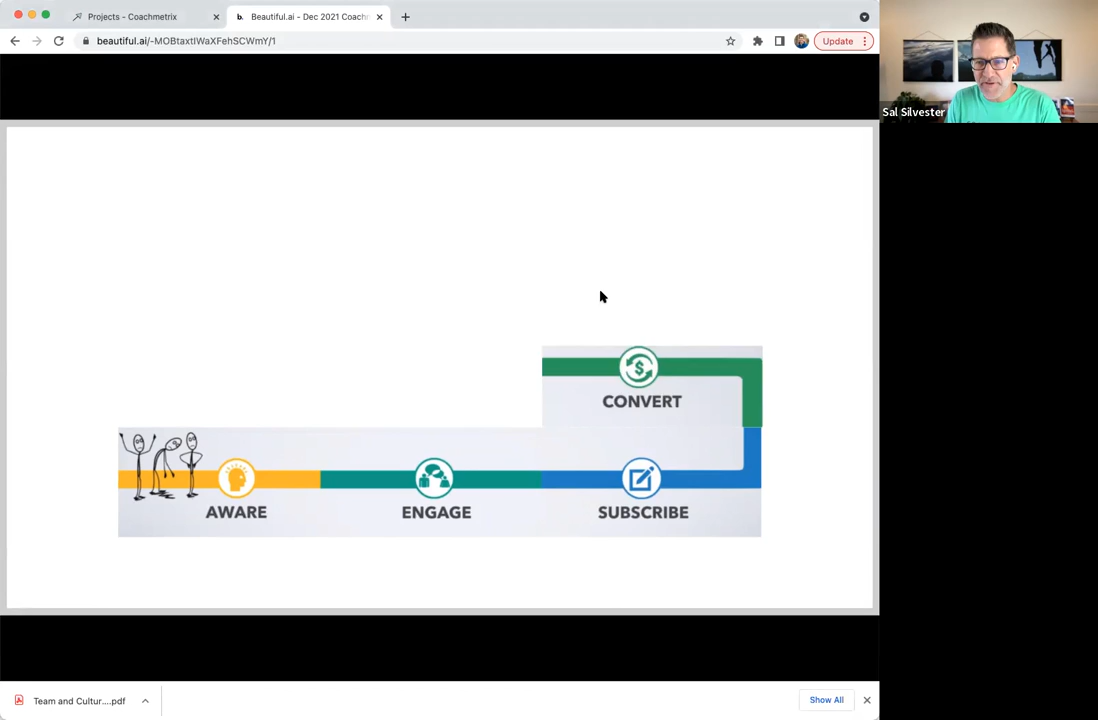 Projects - Coachmetrix
b. Beautiful.ai - Dec 2021 Coachm
beautiful.ai/-MOBtaxtIWaXFehSCWmY/1
Update
Sal Silvester
$
CONVERT
AWARE
ENGAGE
SUBSCRIBE
Team and Cultur....pdf
Show All